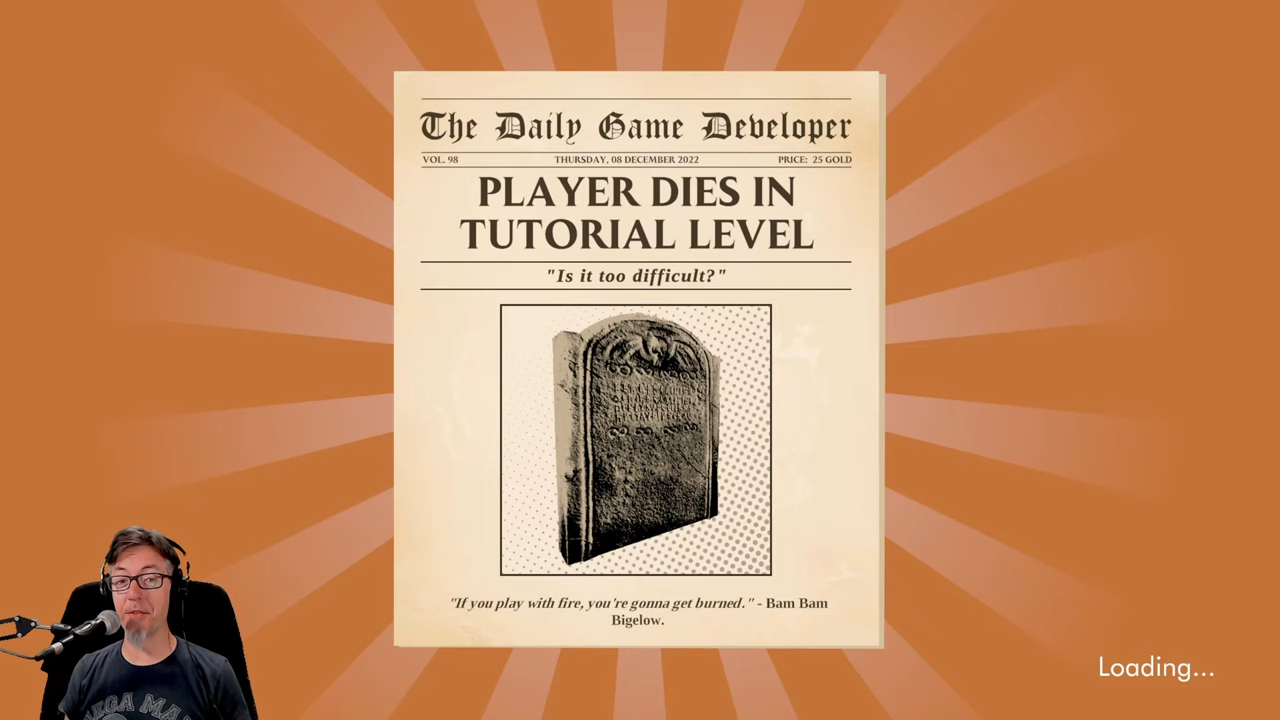 The Daily Game Developer
VOL. 98 THURSDAY, 08 DECEMBER 2022 PRICE: 25 GOLD
PLAYER DIES IN
TUTORIAL LEVEL
"Is it too difficult?"
"If you play with fire, you're gonna get burned." - Bam Bam
Bigelow.
Loading...